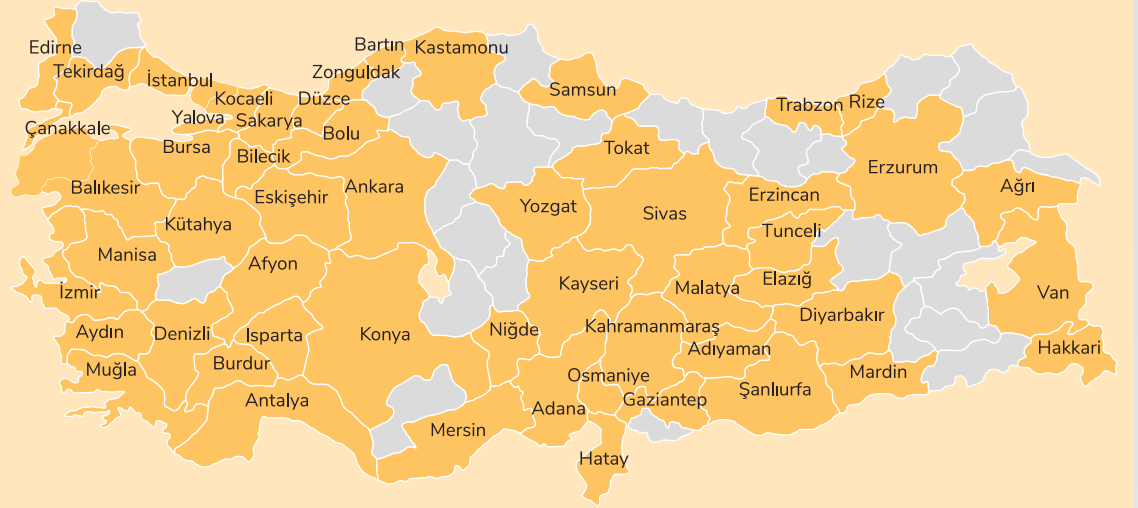 Edirne
Tekirdağ
İstanbul
Bartın
Kastamonu
Zonguldak
Samsun
Kocaeli
Düzce
Yalova
Sakarya
Trabzon
Rize
Çanakkale
Bolu
Bursa
Bilecik
Tokat
Erzurum
Balıkesir
Eskişehir
Ankara
Ağrı
Kütahya
Yozgat
Sivas
Erzincan
Tunceli
Manisa
Afyon
İzmir
Kayseri
Malatya
Elazığ
Van
Aydın
Denizli
Isparta
Konya
Niğde
Kahramanmaraş
Diyarbakır
Muğla
Burdur
Adıyaman
Hakkari
Osmaniye
Mardin
Antalya
Adana
Gaziantep
Şanlıurfa
Mersin
Hatay